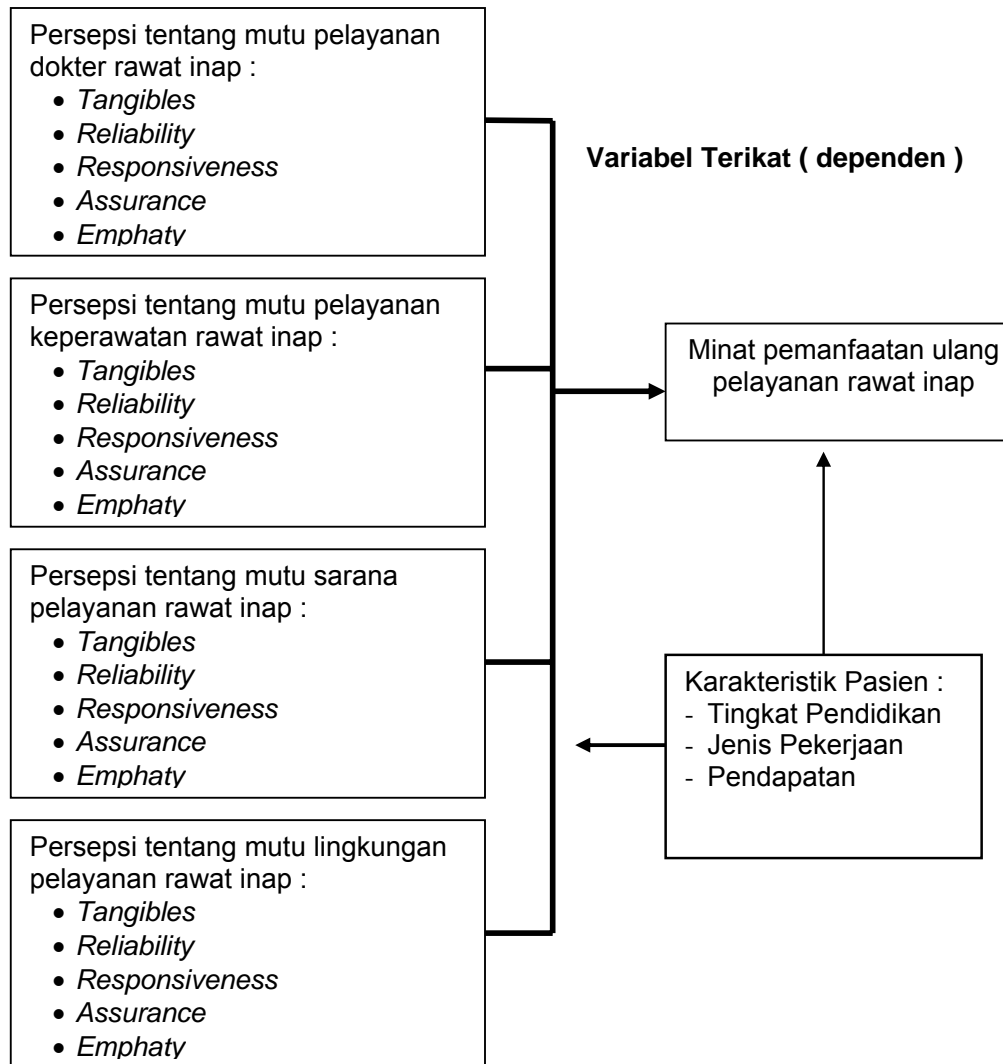 Persepsi tentang mutu pelayanan
dokter rawat inap :
• Tangibles
• Reliability
• Responsiveness
• Assurance
• Emphaty
Variabel Terikat ( dependen )
Persepsi tentang mutu pelayanan
keperawatan rawat inap :
• Tangibles
• Reliability
• Responsiveness
• Assurance
• Emphaty
Minat pemanfaatan ulang
pelayanan rawat inap
Persepsi tentang mutu sarana
pelayanan rawat inap :
• Tangibles
• Reliability
• Responsiveness
• Assurance
• Emphaty
Karakteristik Pasien :
- Tingkat Pendidikan
- Jenis Pekerjaan
- Pendapatan
Persepsi tentang mutu lingkungan
pelayanan rawat inap :
• Tangibles
• Reliability
• Responsiveness
• Assurance
• Emphaty